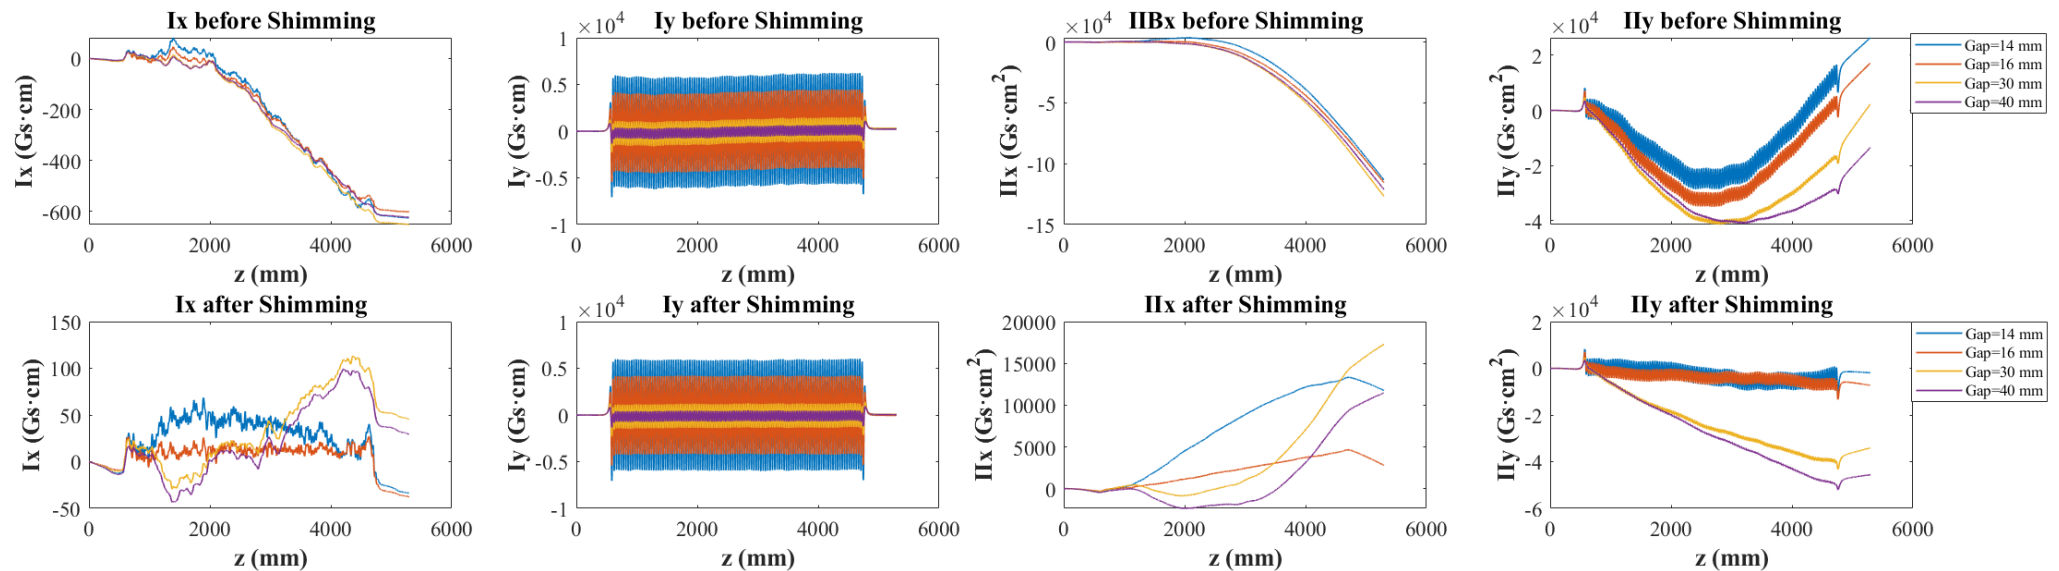 Ix before Shimming
Ix (Gs·cm)
0
-200
-400
-600
0 2000 4000 6000
z (mm)
Iy before Shimming
×10^4
Iy (Gs·cm)
1
0.5
0
-0.5
-1
0 2000 4000 6000
z (mm)
IIBx before Shimming
×10^4
IIx (Gs·cm^2)
0
-5
-10
-15
0 2000 4000 6000
z (mm)
IIy before Shimming
×10^4
IIy (Gs·cm^2)
2
0
-2
-4
0 2000 4000 6000
z (mm)
Gap=14 mm
Gap=16 mm
Gap=30 mm
Gap=40 mm
Ix after Shimming
Ix (Gs·cm)
150
100
50
0
-50
0 2000 4000 6000
z (mm)
Iy after Shimming
×10^4
Iy (Gs·cm)
1
0.5
0
-0.5
-1
0 2000 4000 6000
z (mm)
IIx after Shimming
IIx (Gs·cm^2)
20000
15000
10000
5000
0
0 2000 4000 6000
z (mm)
IIy after Shimming
×10^4
IIy (Gs·cm^2)
2
0
-2
-4
-6
0 2000 4000 6000
z (mm)
Gap=14 mm
Gap=16 mm
Gap=30 mm
Gap=40 mm